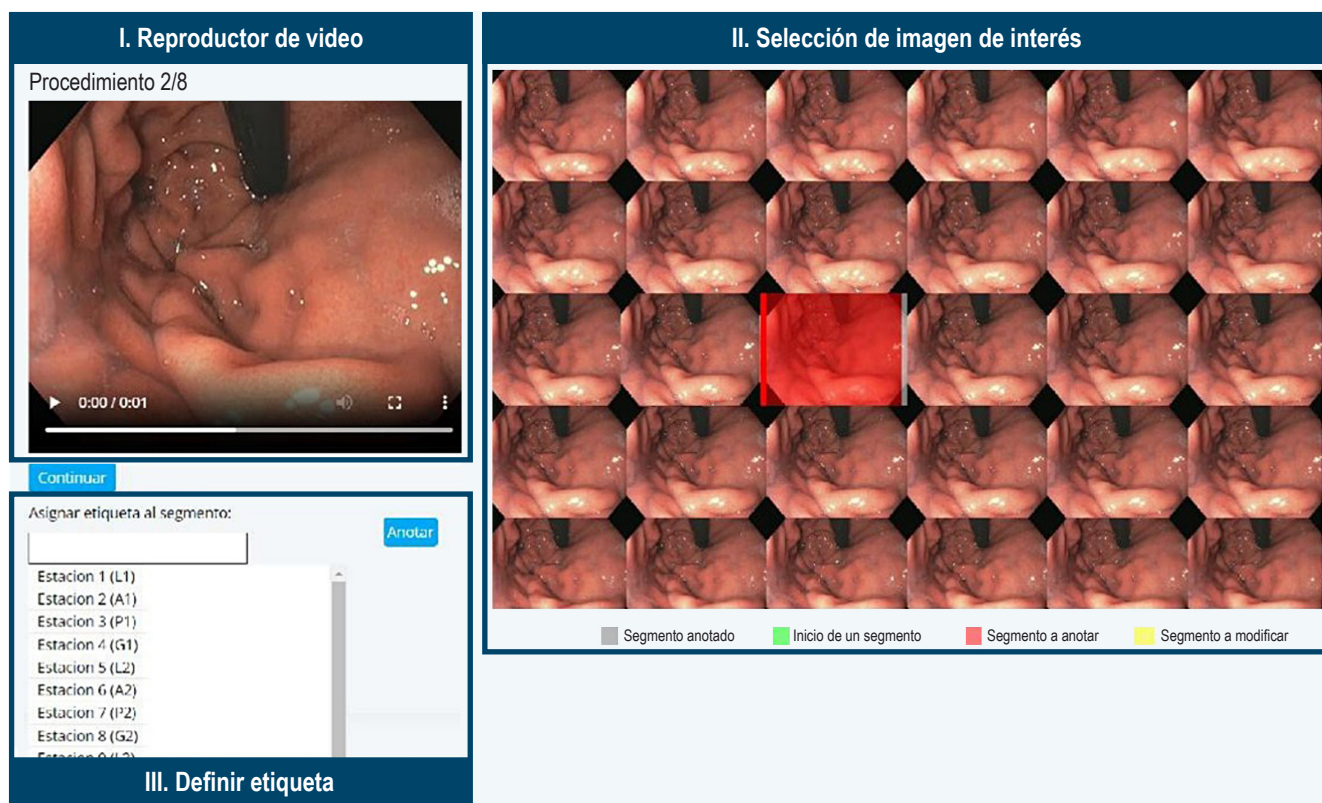 I. Reproductor de video
Procedimiento 2/8
0:00 / 0:01
Continuar
Asignar etiqueta al segmento:
Anotar
Estacion 1 (L1)
Estacion 2 (A1)
Estacion 3 (P1)
Estacion 4 (G1)
Estacion 5 (L2)
Estacion 6 (A2)
Estacion 7 (P2)
Estacion 8 (G2)
III. Definir etiqueta
II. Selección de imagen de interés
Segmento anotado Inicio de un segmento Segmento a anotar Segmento a modificar